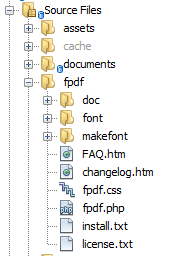 Source Files
assets
cache
documents
fpdf
doc
font
makefont
FAQ.htm
changelog.htm
fpdf.css
fpdf.php
install.txt
license.txt